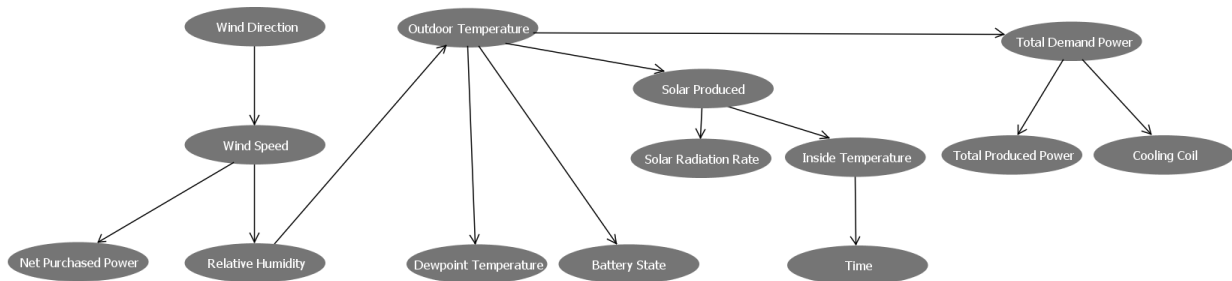 Wind Direction
Outdoor Temperature
Total Demand Power
Solar Produced
Wind Speed
Solar Radiation Rate
Inside Temperature
Total Produced Power
Cooling Coil
Net Purchased Power
Relative Humidity
Dewpoint Temperature
Battery State
Time